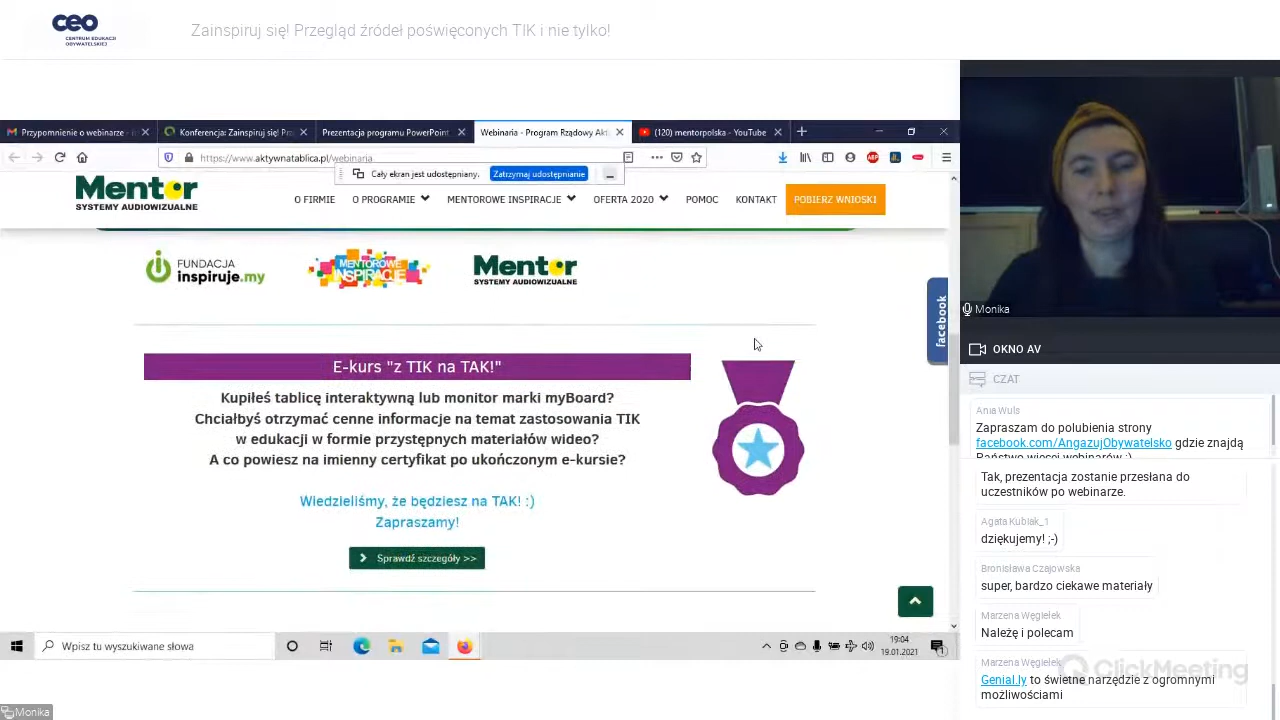 ceo
CENTRUM EDUKACJI
OBYWATELSKIEJ
Zainspiruj się! Przegląd źródeł poświęconych TIK i nie tylko!
Przypomnienie o webinarze -
Konferencja: Zainspiruj się! Prz
Prezentacja programu PowerPoint
Webinaria - Program Rządowy Akt
(120) mentorpolska - YouTube
https://www.aktywnatablica.pl/webinaria
Cały ekran jest udostępniany.
Zatrzymaj udostępnianie
Mentor
SYSTEMY AUDIOWIZUALNE
O FIRMIE
O PROGRAMIE
MENTOROWE INSPIRACJE
OFERTA 2020
POMOC
KONTAKT
POBIERZ WNIOSKI
FUNDACJA
inspiruje.my
MENTOROWE
INSPIRACJE
Mentor
SYSTEMY AUDIOWIZUALNE
facebook
E-kurs "z TIK na TAK!"
Kupiłeś tablicę interaktywną lub monitor marki myBoard?
Chciałbyś otrzymać cenne informacje na temat zastosowania TIK
w edukacji w formie przystępnych materiałów wideo?
A co powiesz na imienny certyfikat po ukończonym e-kursie?
Wiedzieliśmy, że będziesz na TAK! :)
Zapraszamy!
Sprawdź szczegóły >>
Wpisz tu wyszukiwane słowa
19:04
19.01.2021
1
Monika
Monika
OKNO AV
CZAT
Ania Wuls
Zapraszam do polubienia strony
facebook.com/AngazujObywatelsko gdzie znajdą
Państwo więcej webinarów :)
Tak, prezentacja zostanie przesłana do
uczestników po webinarze.
Agata Kubiak_1
dziękujemy! ;-)
Bronisława Czajowska
super, bardzo ciekawe materiały
Marzena Węgiełek
Należę i polecam
Marzena Węgiełek
ClickMeeting
Genial.ly to świetne narzędzie z ogromnymi
możliwościami